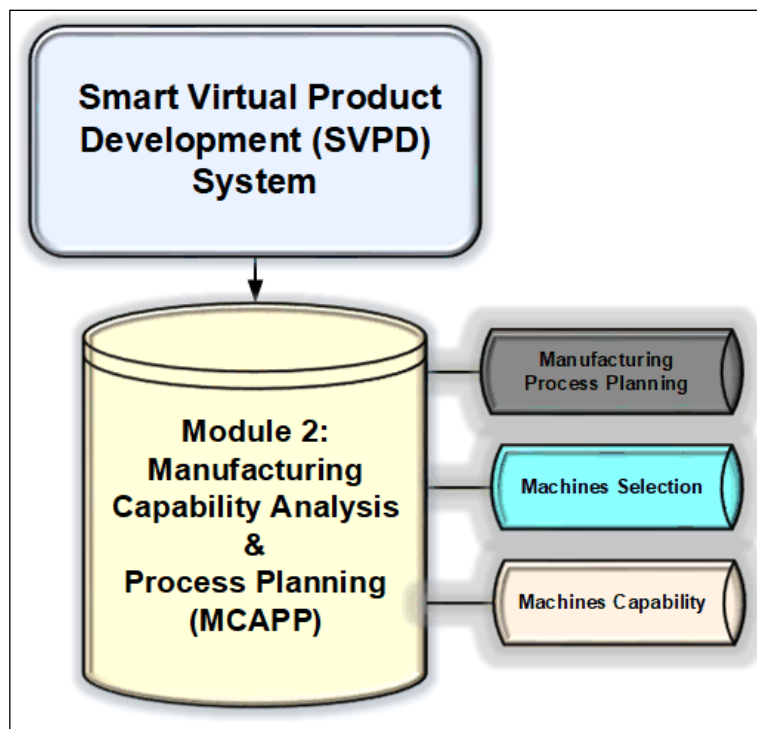 Smart Virtual Product
Development (SVPD)
System
Module 2:
Manufacturing
Capability Analysis
&
Process Planning
(MCAPP)
Manufacturing
Process Planning
Machines Selection
Machines Capability